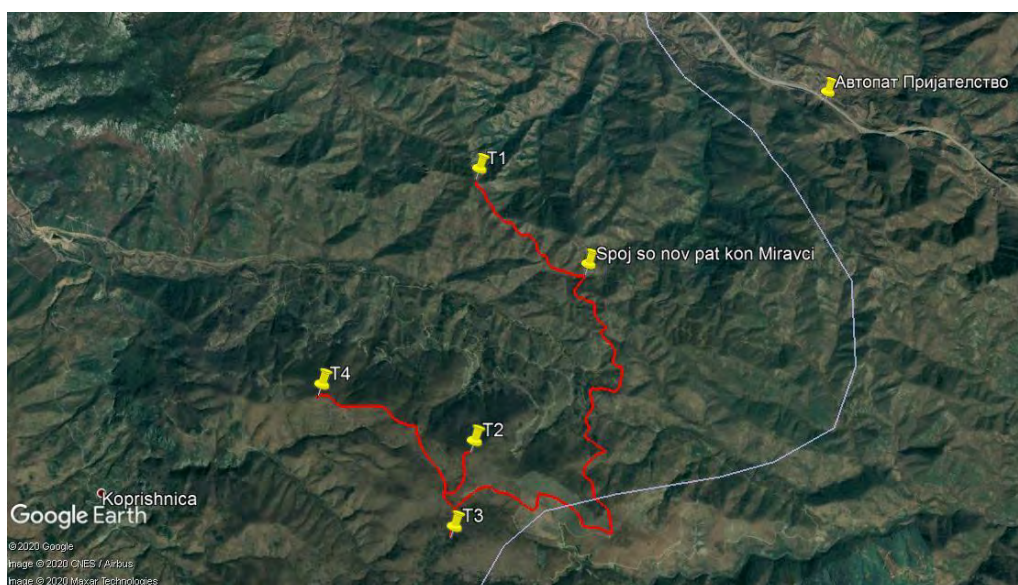 Автопат Пријателство
T1
Spoj so nov pat kon Miravci
T4
T2
Koprishnica
T3
Google Earth
© 2020 Google
Image © 2020 CNES / Airbus
Image © 2020 Maxar Technologies